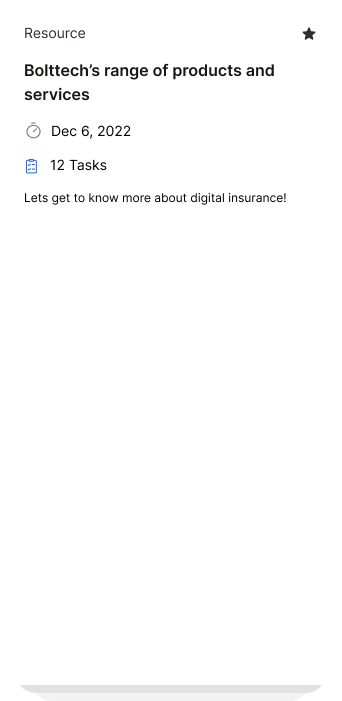 Resource
Bolttech’s range of products and
services
Dec 6, 2022
12 Tasks
Lets get to know more about digital insurance!